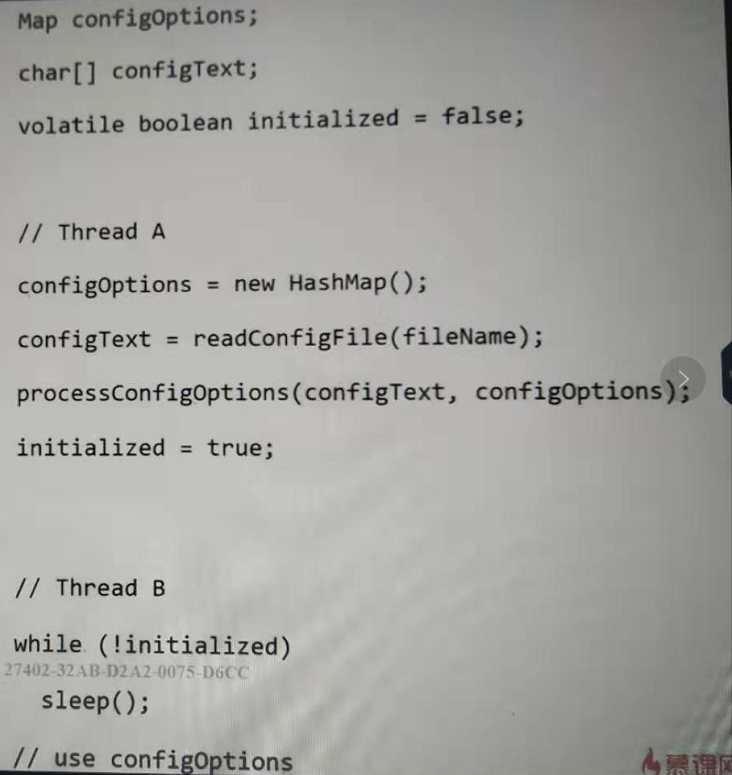 Map configOptions;
char[] configText;
volatile boolean initialized = false;
// Thread A
configOptions = new HashMap();
configText = readConfigFile(fileName);
processConfigOptions(configText, configOptions);
initialized = true;
// Thread B
while (!initialized)
27402-32AB-D2A2-0075-D6CC
sleep();
// use configOptions
慕课网